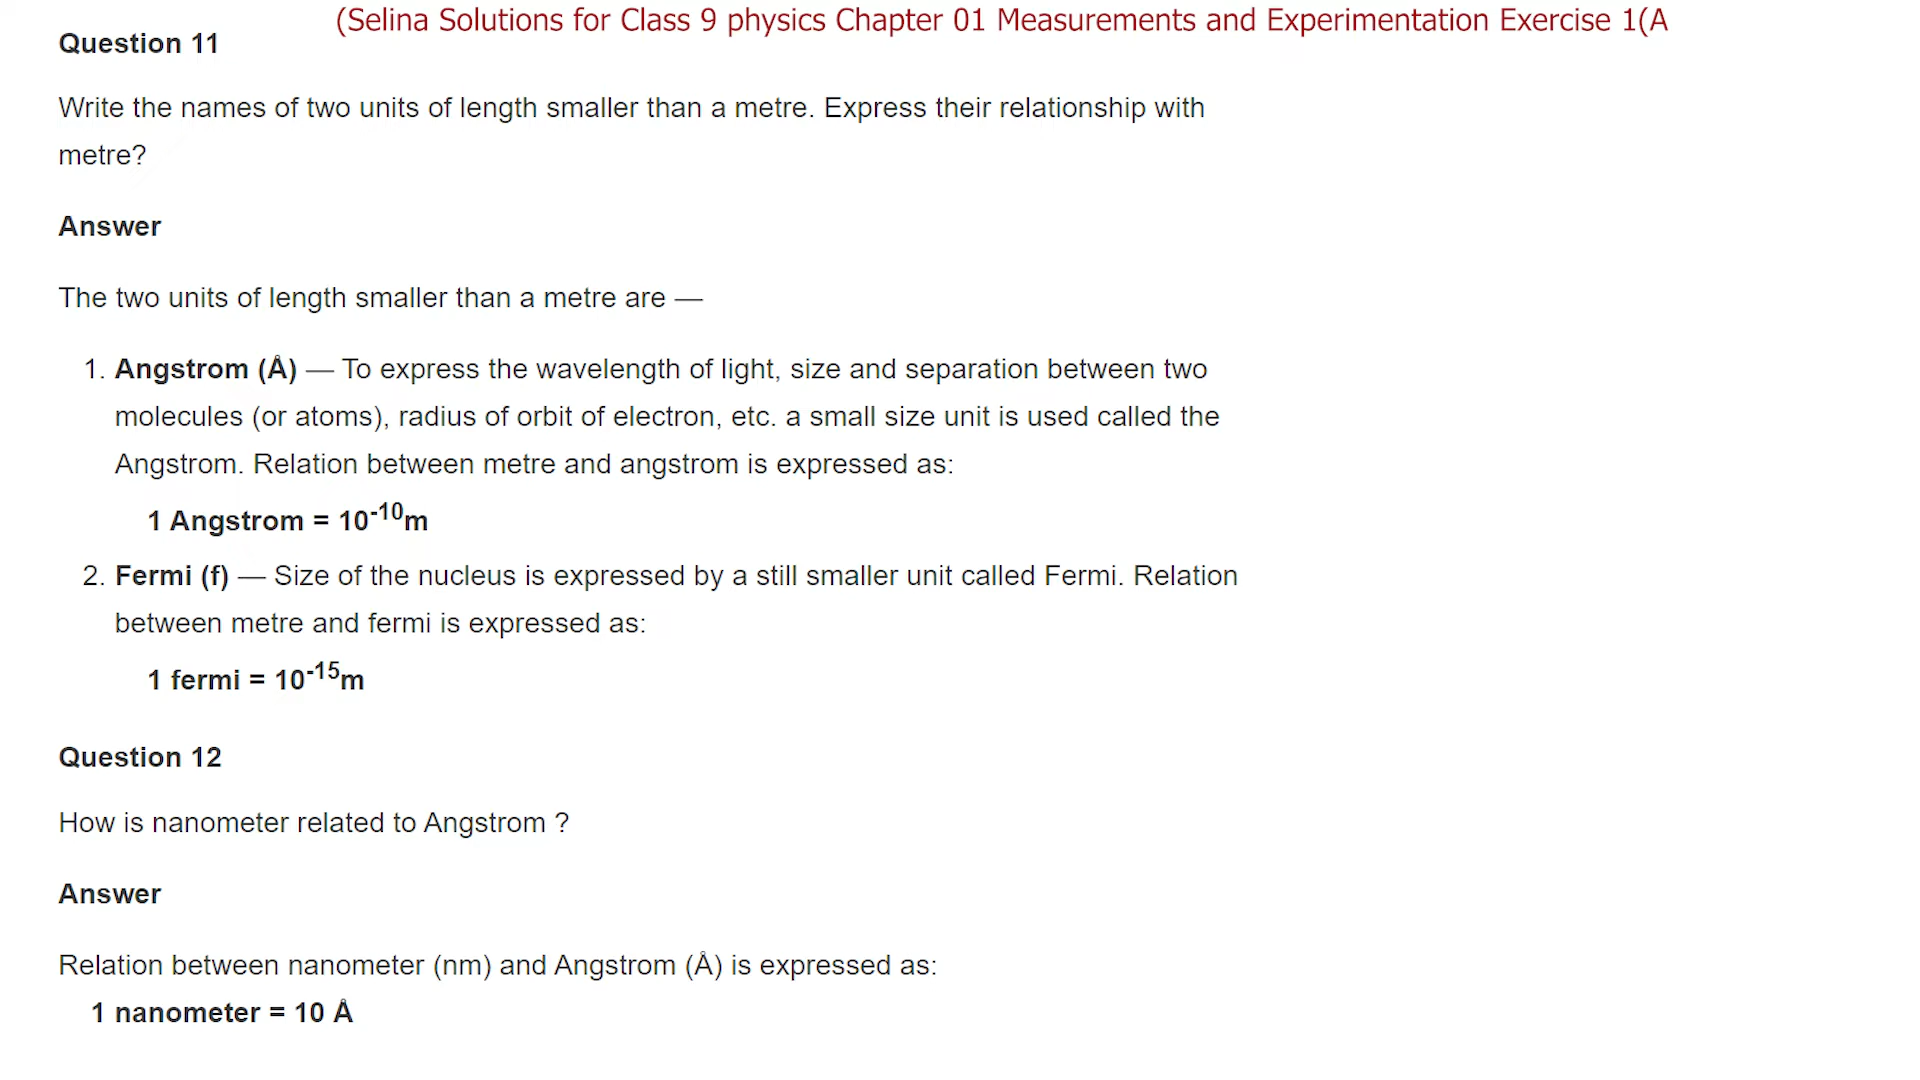 (Selina Solutions for Class 9 physics Chapter 01 Measurements and Experimentation Exercise 1(A
Question 11
Write the names of two units of length smaller than a metre. Express their relationship with
metre?
Answer
The two units of length smaller than a metre are —
1. Angstrom (Å) — To express the wavelength of light, size and separation between two
molecules (or atoms), radius of orbit of electron, etc. a small size unit is used called the
Angstrom. Relation between metre and angstrom is expressed as:
1 Angstrom = 10⁻¹⁰m
2. Fermi (f) — Size of the nucleus is expressed by a still smaller unit called Fermi. Relation
between metre and fermi is expressed as:
1 fermi = 10⁻¹⁵m
Question 12
How is nanometer related to Angstrom ?
Answer
Relation between nanometer (nm) and Angstrom (Å) is expressed as:
1 nanometer = 10 Å